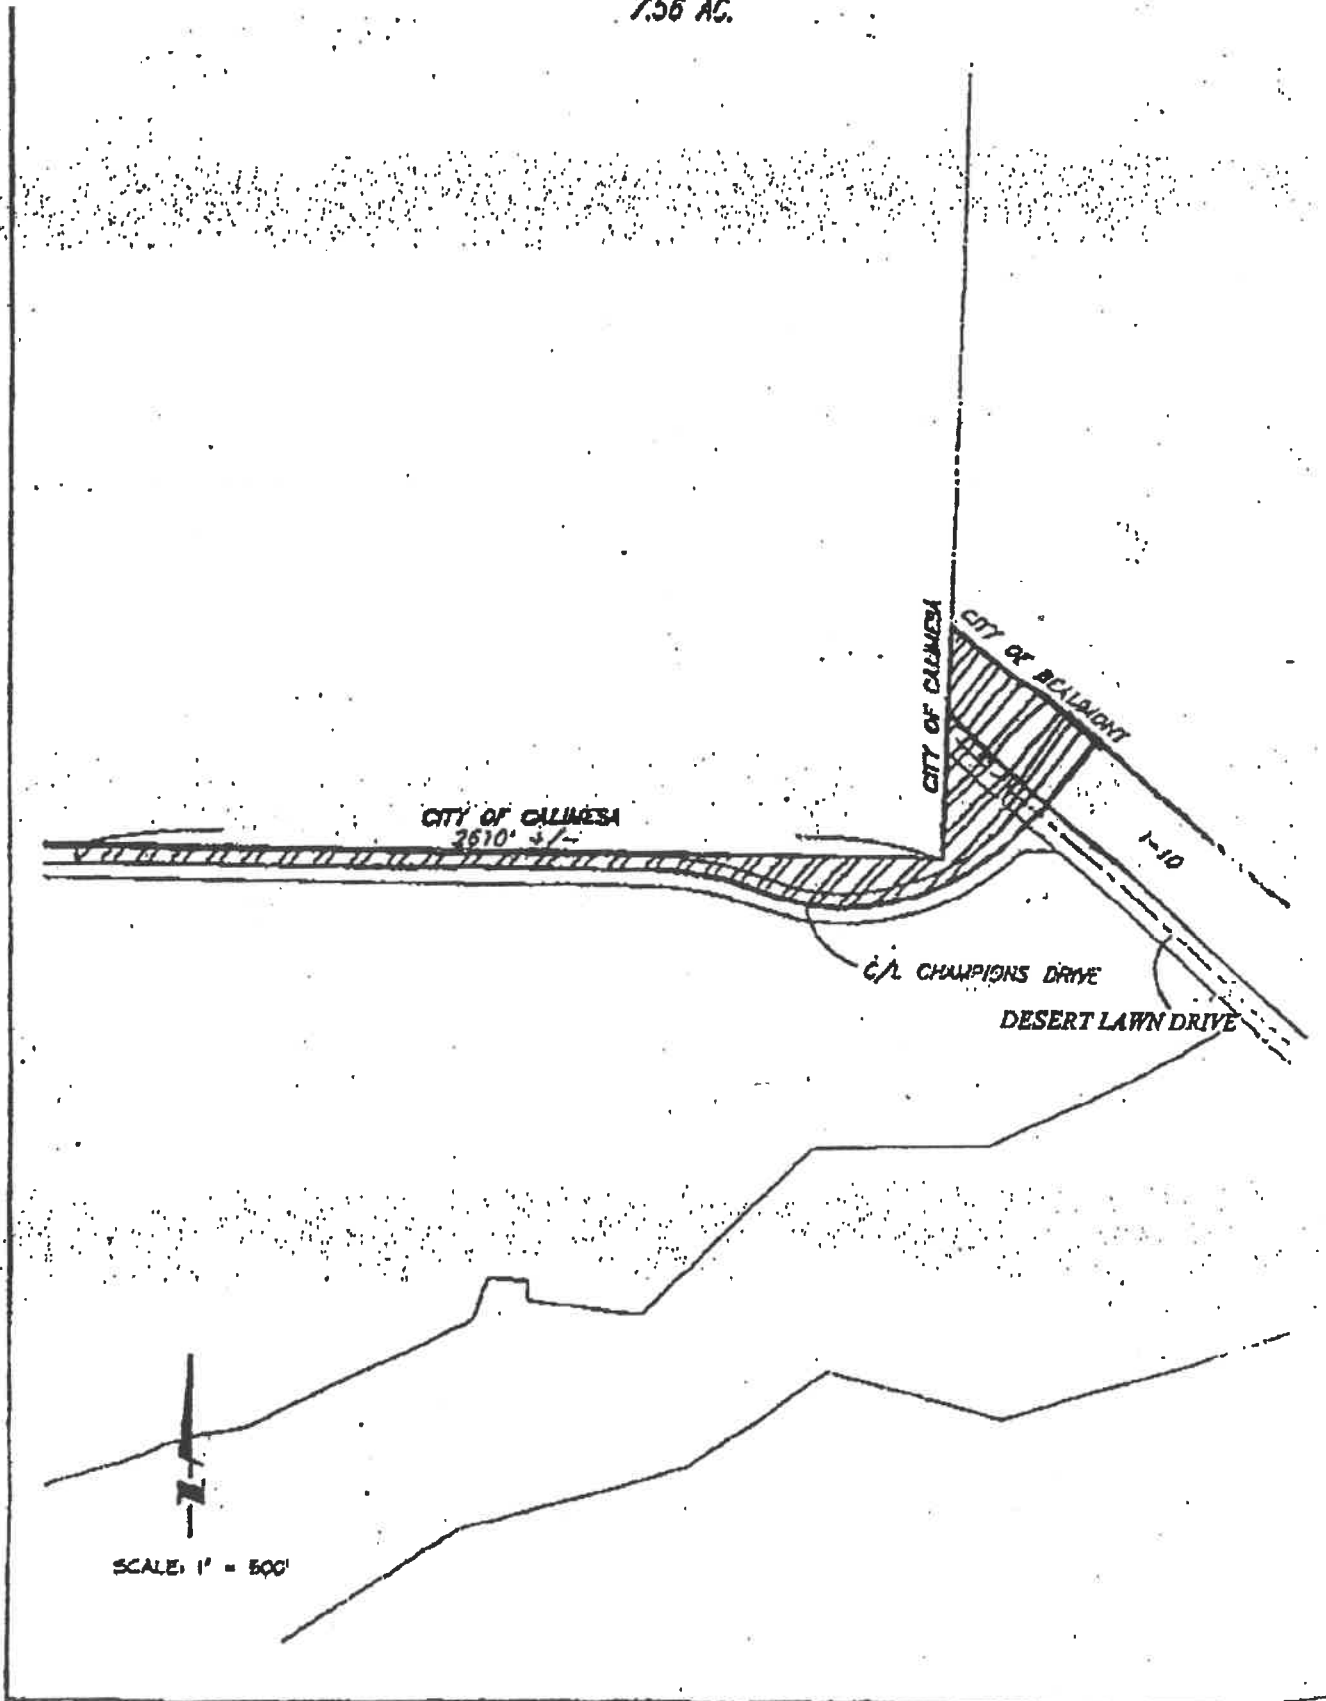 7.56 AC.
CITY OF CALIMESA
CITY OF BEAUMONT
CITY OF CALIMESA
2610' +/-
I-10
C/L CHAMPIONS DRIVE
DESERT LAWN DRIVE
N
SCALE: 1" = 500'